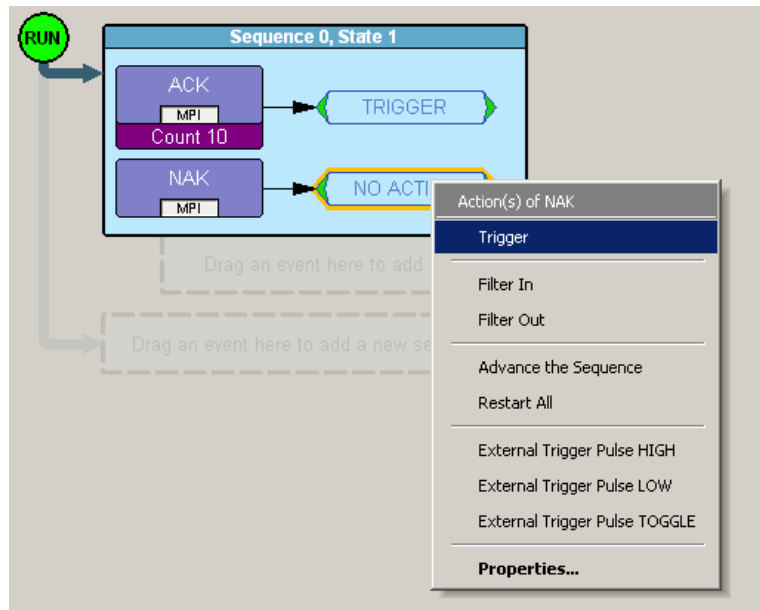 RUN
Sequence 0, State 1
ACK
MPI
Count 10
TRIGGER
NAK
MPI
NO ACTI
Action(s) of NAK
Trigger
Filter In
Filter Out
Advance the Sequence
Restart All
External Trigger Pulse HIGH
External Trigger Pulse LOW
External Trigger Pulse TOGGLE
Properties...
Drag an event here to add
Drag an event here to add a new se